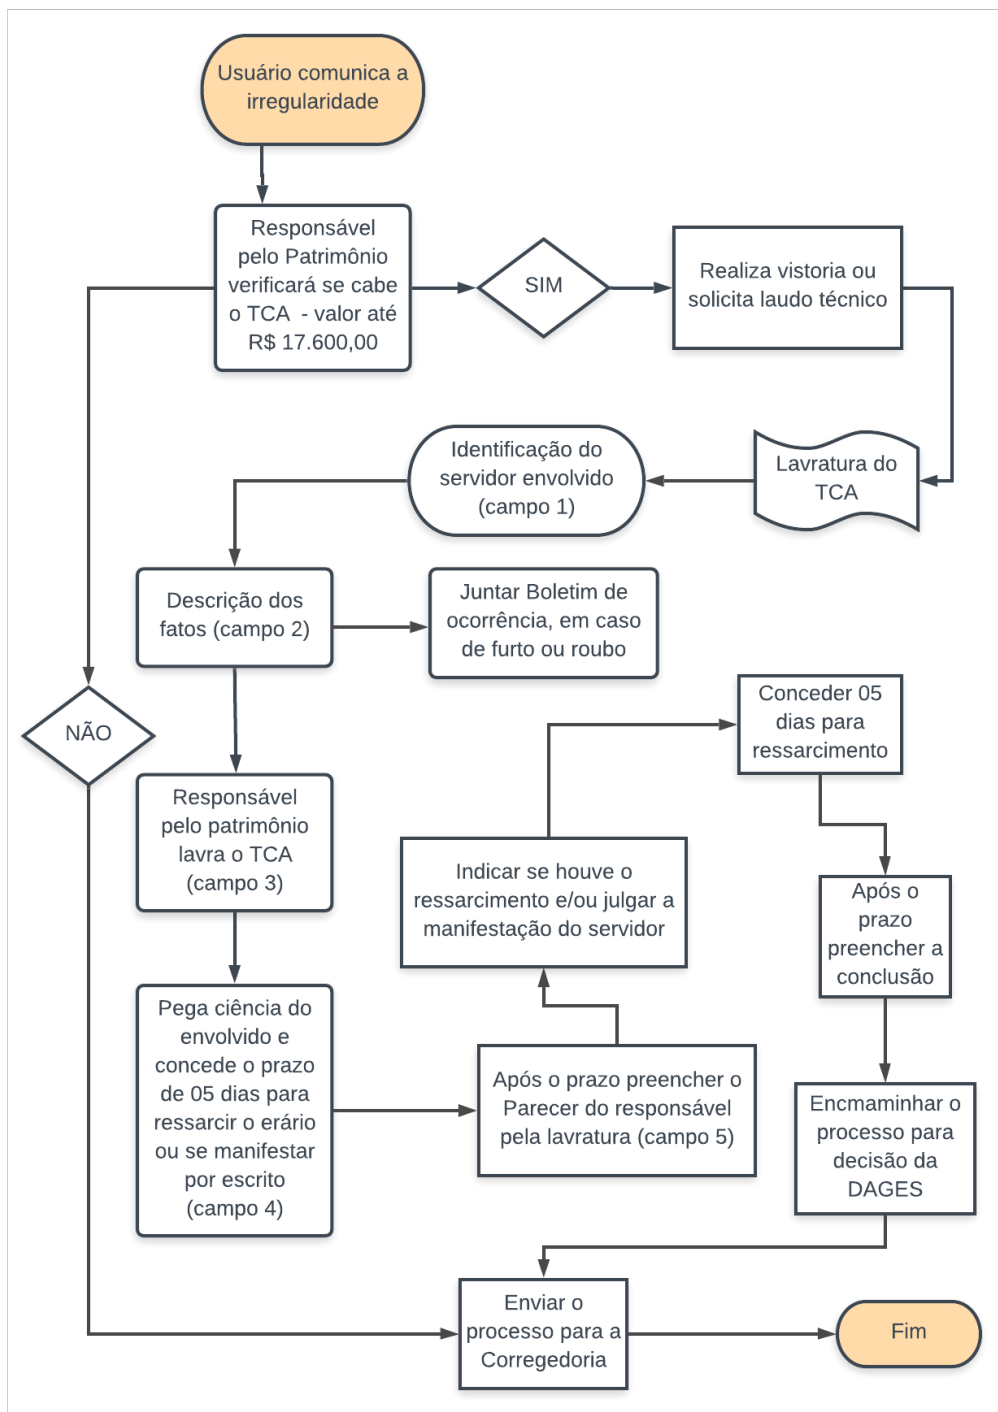 Usuário comunica a
irregularidade
Responsável
pelo Patrimônio
verificará se cabe
o TCA - valor até
R$ 17.600,00
SIM
Realiza vistoria ou
solicita laudo técnico
Lavratura do
TCA
Identificação do
servidor envolvido
(campo 1)
Descrição dos
fatos (campo 2)
Juntar Boletim de
ocorrência, em caso
de furto ou roubo
NÃO
Responsável
pelo patrimônio
lavra o TCA
(campo 3)
Pega ciência do
envolvido e
concede o prazo
de 05 dias para
ressarcir o erário
ou se manifestar
por escrito
(campo 4)
Após o prazo preencher o
Parecer do responsável
pela lavratura (campo 5)
Indicar se houve o
ressarcimento e/ou julgar a
manifestação do servidor
Conceder 05
dias para
ressarcimento
Após o
prazo
preencher a
conclusão
Encmaminhar o
processo para
decisão da
DAGES
Enviar o
processo para a
Corregedoria
Fim